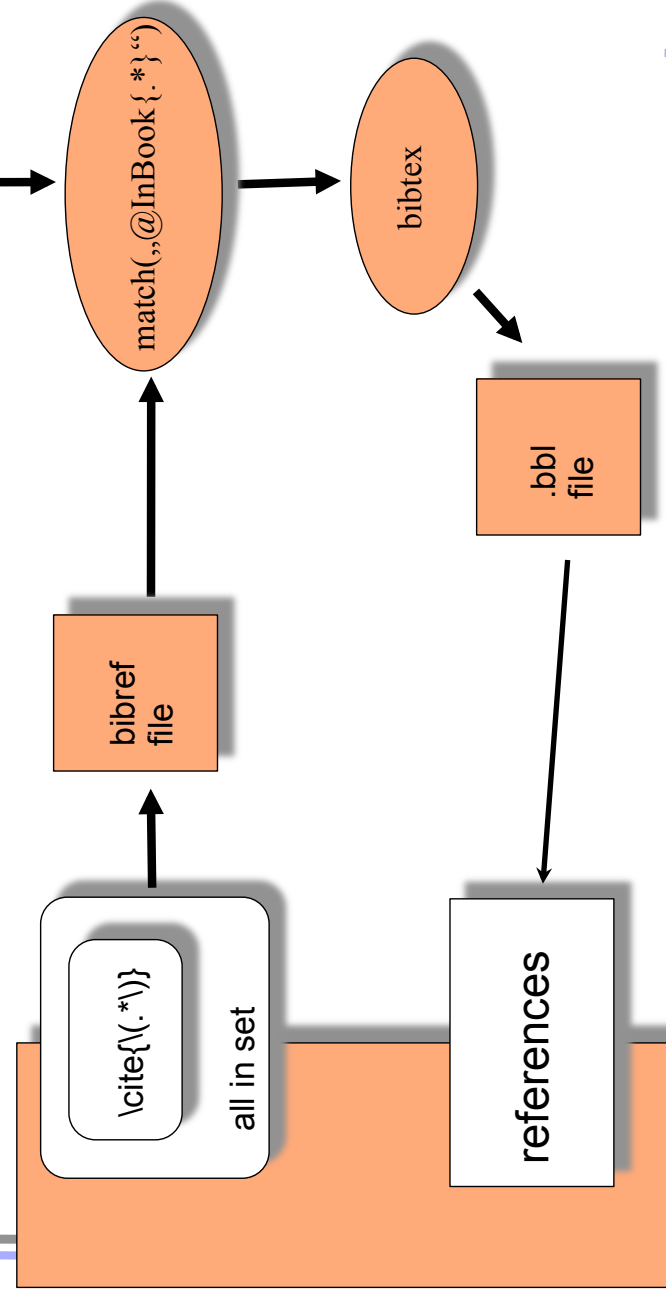 \cite{\(.*\)}
all in set
bibref
file
match(„@InBook{.*}“)
references
.bbl
file
bibtex